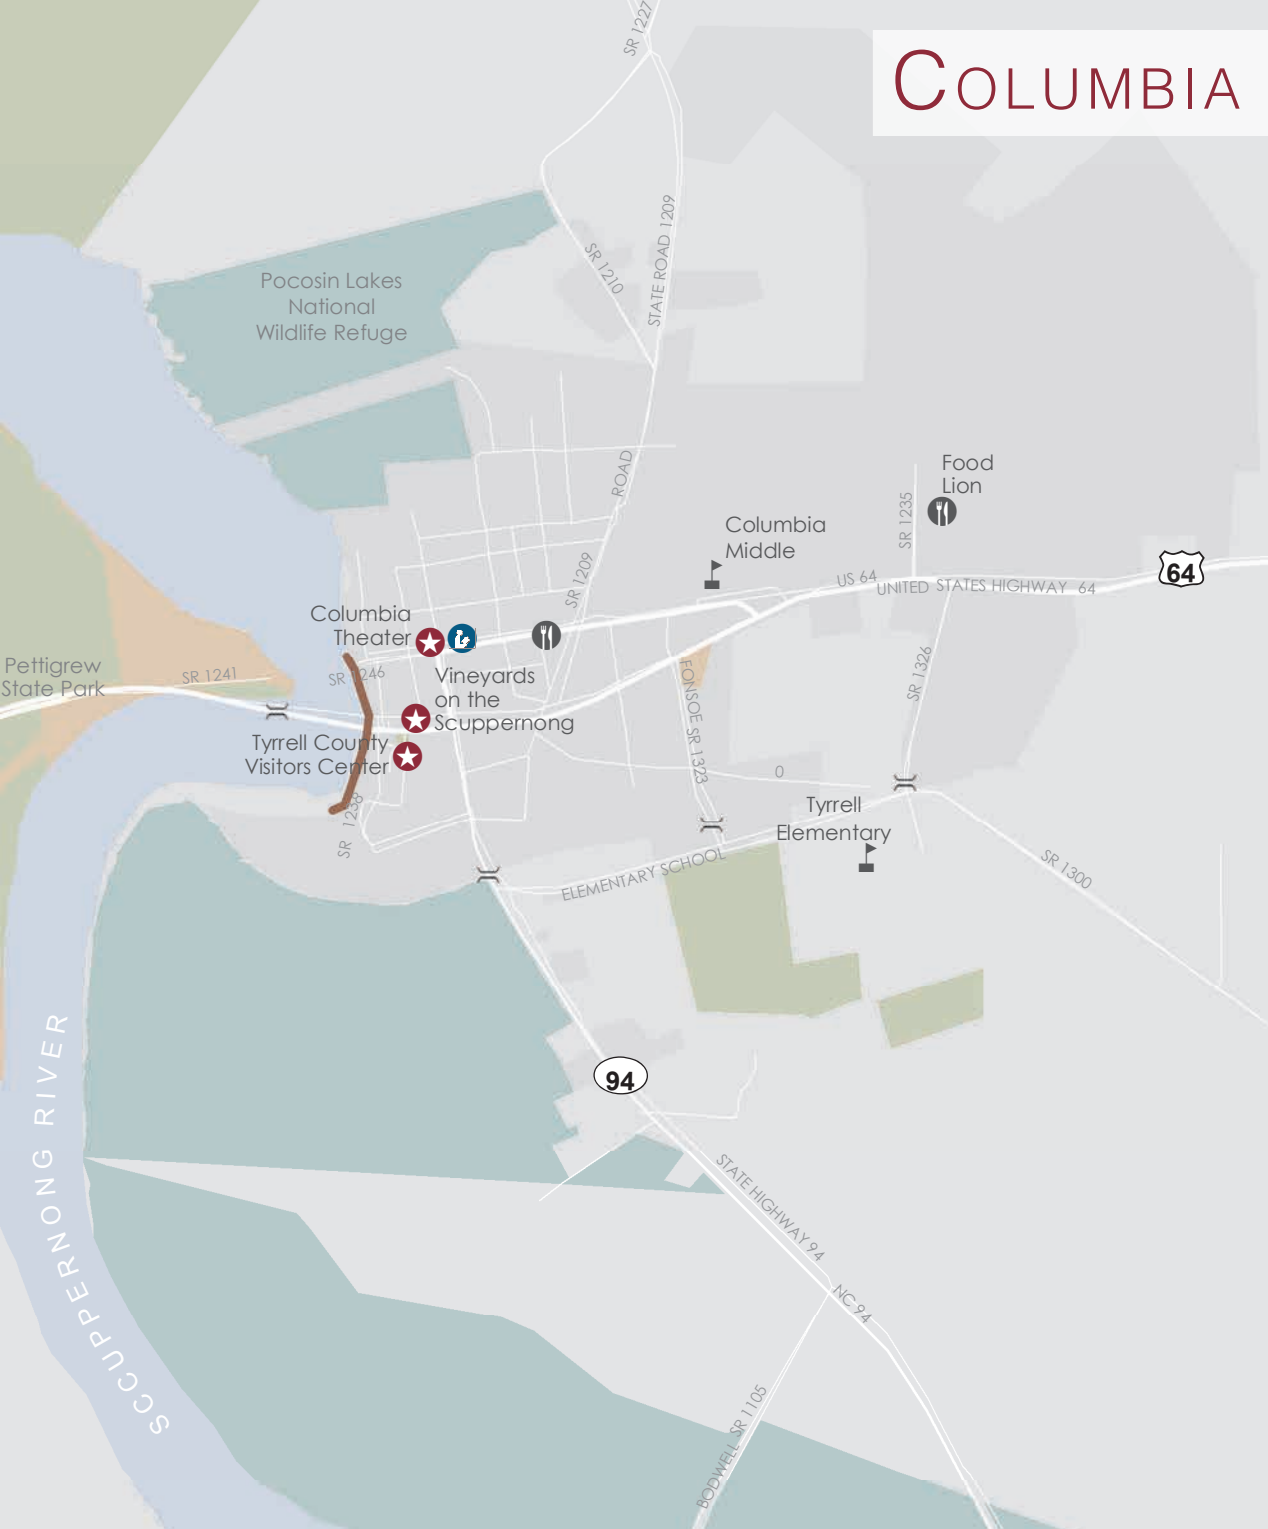 SR 1227
COLUMBIA
STATE ROAD 1209
SR 1210
Pocosin Lakes
National
Wildlife Refuge
ROAD
Food
Lion
SR 1235
Columbia
Middle
SR 1209
US 64
UNITED STATES HIGHWAY 64
64
Columbia
Theater
Pettigrew
State Park
SR 1241
SR 1246
Vineyards
on the
Scuppernong
FONSOE SR 1323
SR 1326
Tyrrell County
Visitors Center
0
SR 1238
Tyrrell
Elementary
ELEMENTARY SCHOOL
SR 1300
SCCUPPERNONG RIVER
94
STATE HIGHWAY 94
NC 94
BODWELL SR 1105